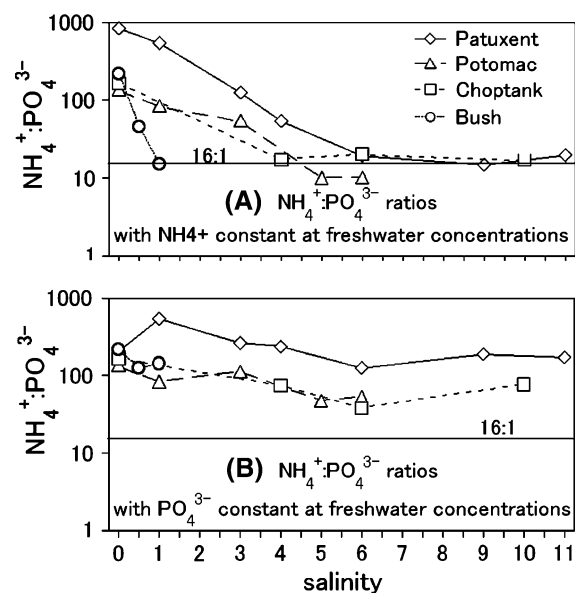 1000
100
10
1
NH₄⁺:PO₄³⁻
Patuxent
Potomac
Choptank
Bush
16:1
(A) NH₄⁺:PO₄³⁻ ratios
with NH4+ constant at freshwater concentrations
1000
100
10
1
NH₄⁺:PO₄³⁻
16:1
(B) NH₄⁺:PO₄³⁻ ratios
with PO₄³⁻ constant at freshwater concentrations
0 1 2 3 4 5 6 7 8 9 10 11
salinity